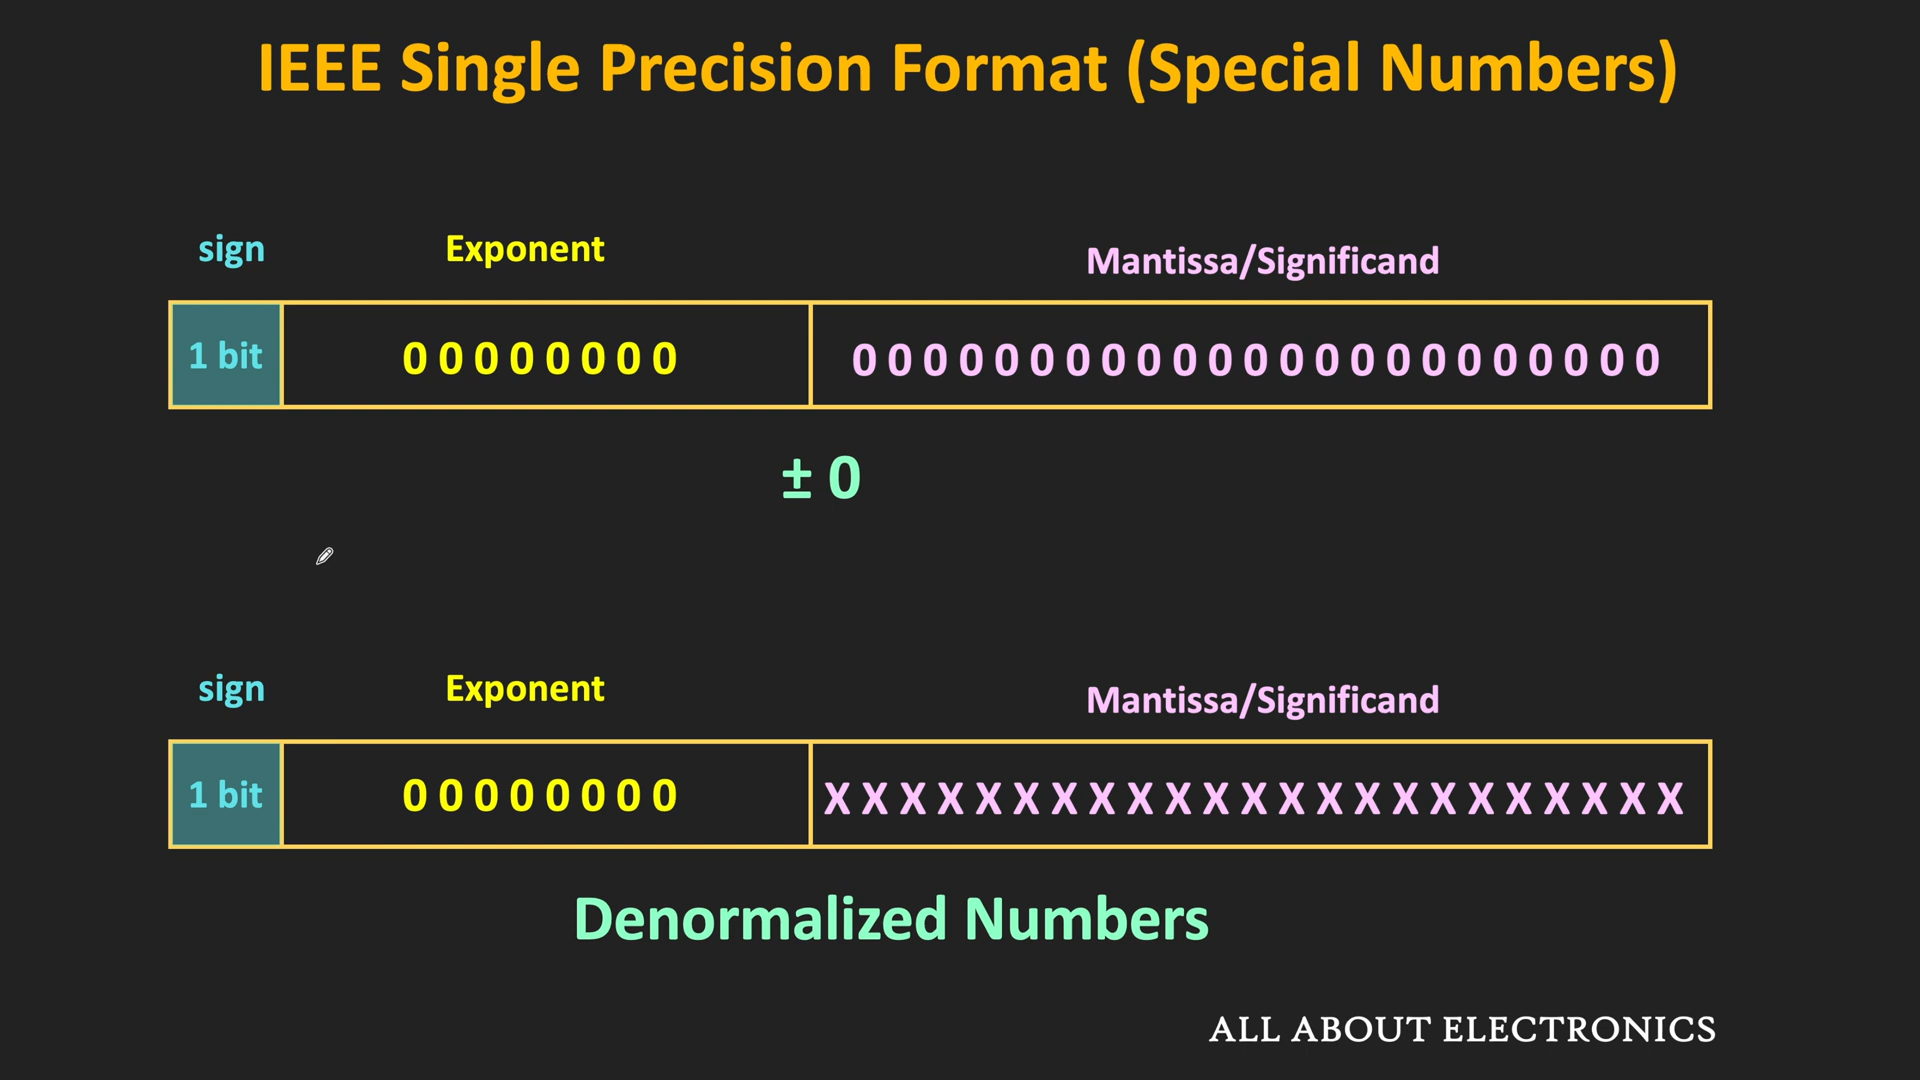 IEEE Single Precision Format (Special Numbers)
sign Exponent Mantissa/Significand
1 bit 0 0 0 0 0 0 0 0 0 0 0 0 0 0 0 0 0 0 0 0 0 0 0 0 0 0 0 0 0 0 0
± 0
sign Exponent Mantissa/Significand
1 bit 0 0 0 0 0 0 0 0 X X X X X X X X X X X X X X X X X X X X X X X
Denormalized Numbers
ALL ABOUT ELECTRONICS